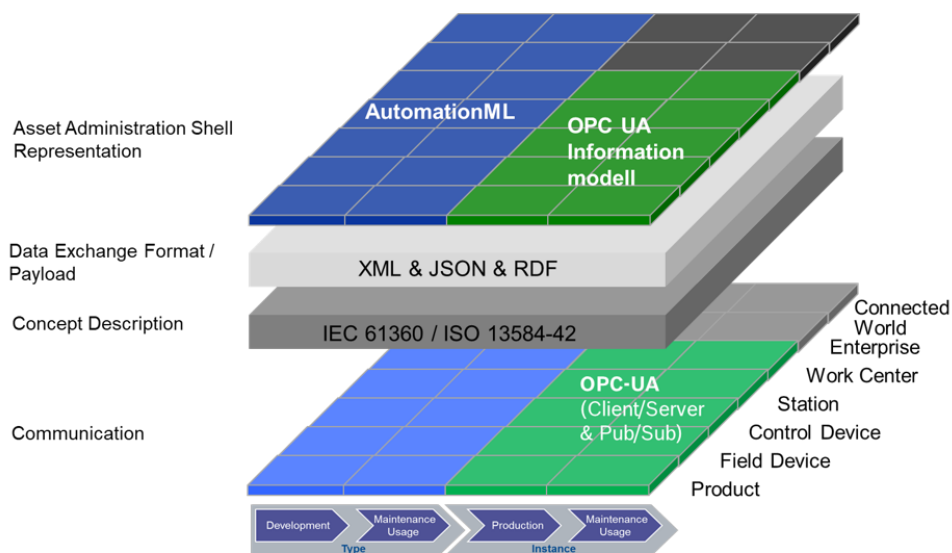 Asset Administration Shell
Representation
AutomationML
OPC UA
Information
modell
Data Exchange Format /
Payload
XML & JSON & RDF
Concept Description
IEC 61360 / ISO 13584-42
Connected
World
Enterprise
Work Center
Station
Control Device
Field Device
Product
Communication
OPC-UA
(Client/Server
& Pub/Sub)
Development
Maintenance
Usage
Production
Maintenance
Usage
Type
Instance